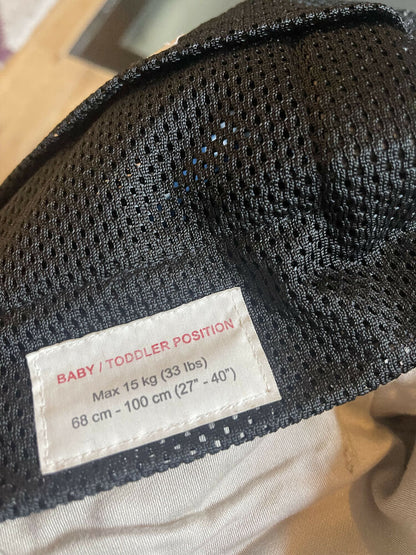 BABY / TODDLER POSITION
Max 15 kg (33 lbs)
68 cm - 100 cm (27" - 40")